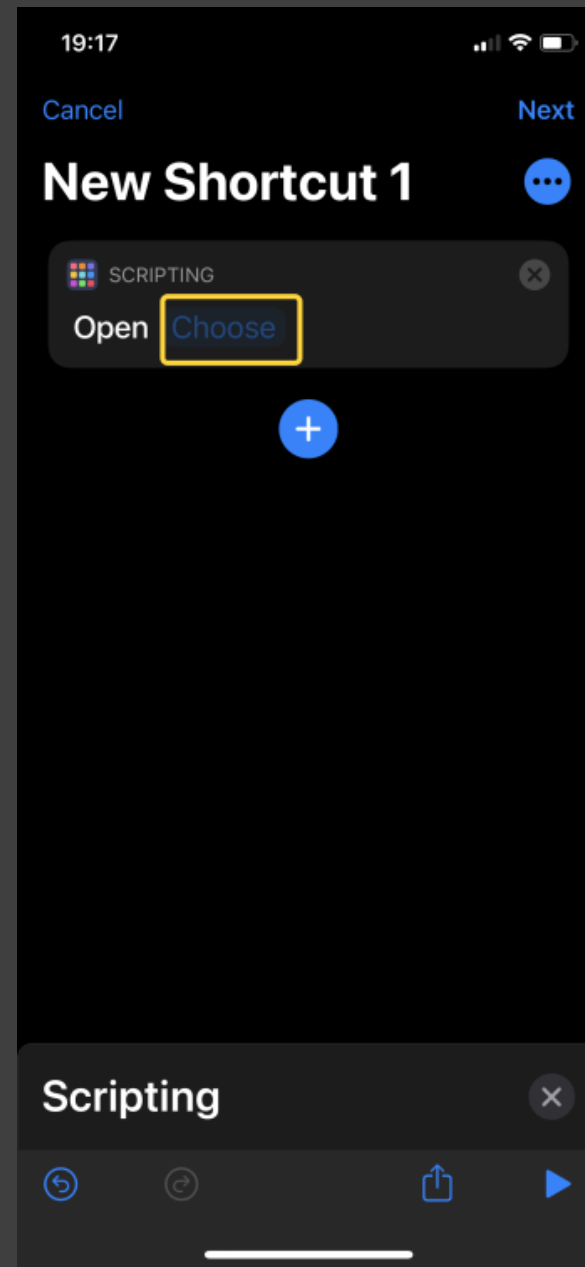 19:17
Cancel Next
New Shortcut 1
SCRIPTING
Open Choose
Scripting